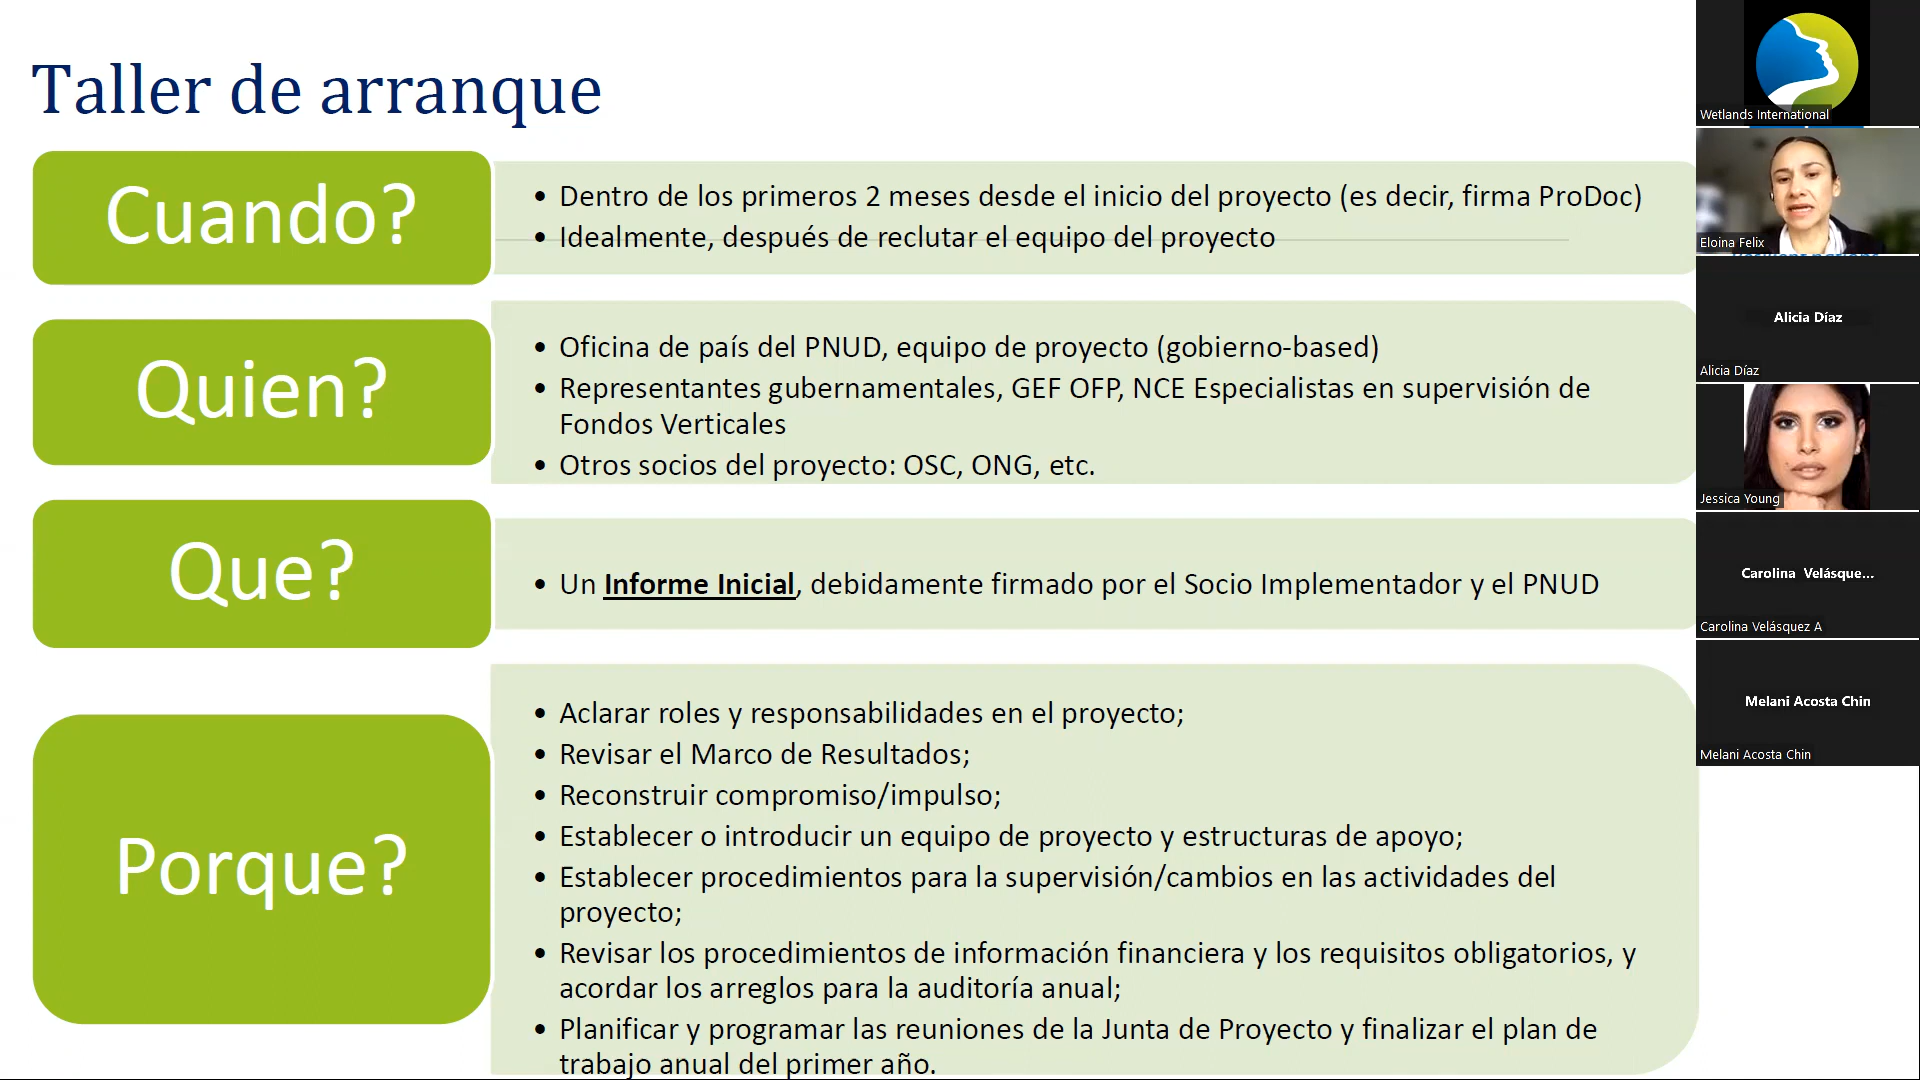 Taller de arranque
Cuando?
• Dentro de los primeros 2 meses desde el inicio del proyecto (es decir, firma ProDoc)
• Idealmente, después de reclutar el equipo del proyecto
Quien?
• Oficina de país del PNUD, equipo de proyecto (gobierno-based)
• Representantes gubernamentales, GEF OFP, NCE Especialistas en supervisión de
Fondos Verticales
• Otros socios del proyecto: OSC, ONG, etc.
Que?
• Un Informe Inicial, debidamente firmado por el Socio Implementador y el PNUD
Porque?
• Aclarar roles y responsabilidades en el proyecto;
• Revisar el Marco de Resultados;
• Reconstruir compromiso/impulso;
• Establecer o introducir un equipo de proyecto y estructuras de apoyo;
• Establecer procedimientos para la supervisión/cambios en las actividades del
proyecto;
• Revisar los procedimientos de información financiera y los requisitos obligatorios, y
acordar los arreglos para la auditoría anual;
• Planificar y programar las reuniones de la Junta de Proyecto y finalizar el plan de
trabajo anual del primer año.
Wetlands International
Eloina Felix
Alicia Díaz
Alicia Díaz
Jessica Young
Carolina Velásque...
Carolina Velásquez A
Melani Acosta Chin
Melani Acosta Chin